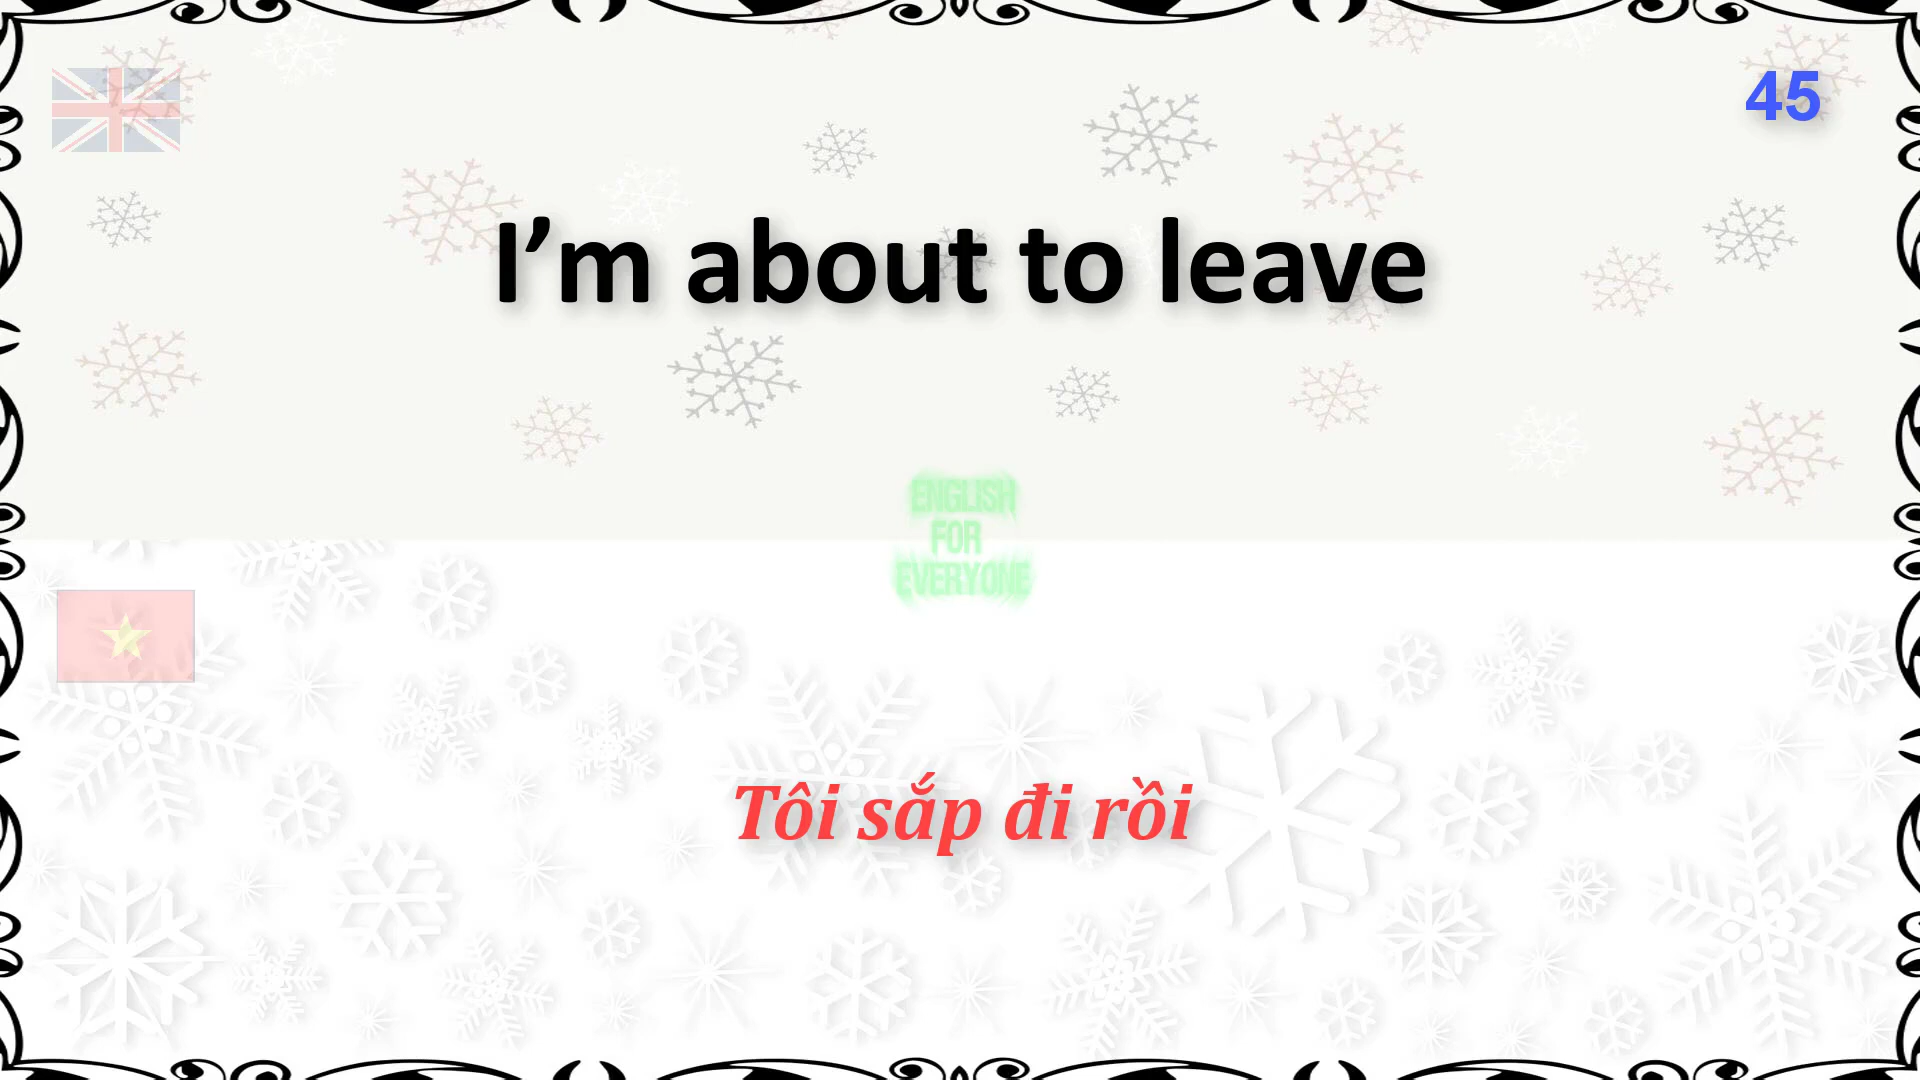 45
I’m about to leave
ENGLISH
FOR
EVERYONE
Tôi sắp đi rồi